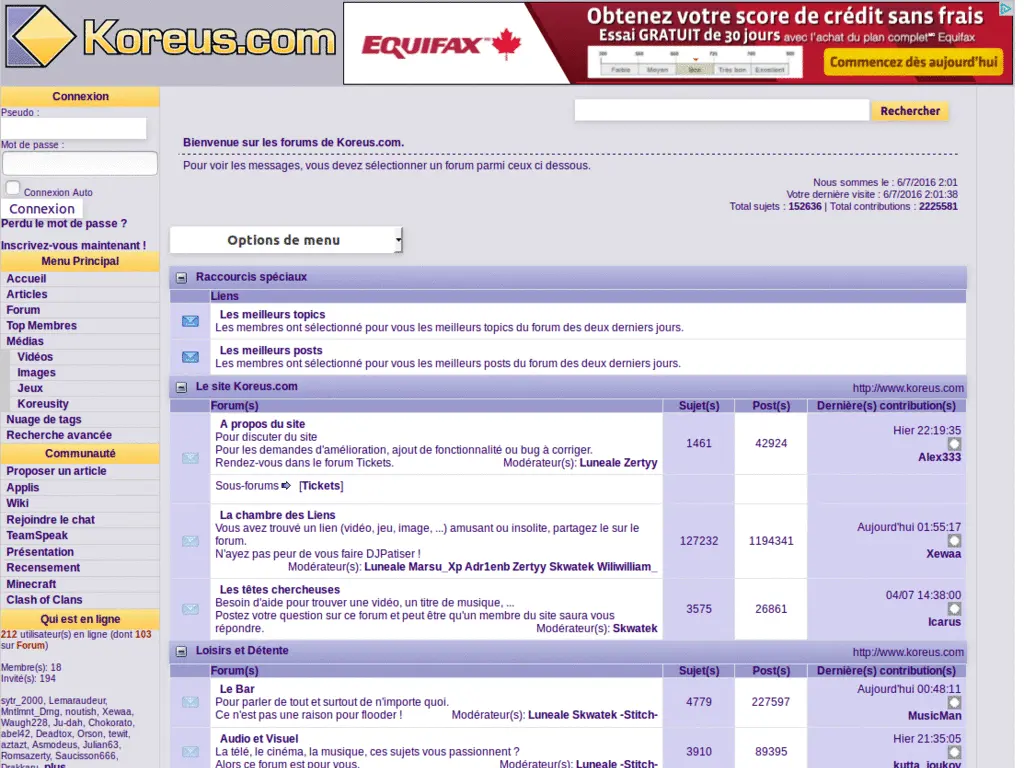 Koreus.com
EQUIFAX
Obtenez votre score de crédit sans frais
Essai GRATUIT de 30 jours avec l'achat du plan complet MC Equifax
Faible Moyen Bon Très bon Excellent
Commencez dès aujourd'hui
Connexion
Pseudo :
Mot de passe :
Connexion Auto
Connexion
Perdu le mot de passe ?
Inscrivez-vous maintenant !
Menu Principal
Accueil
Articles
Forum
Top Membres
Médias
Vidéos
Images
Jeux
Koreusity
Nuage de tags
Recherche avancée
Communauté
Proposer un article
Applis
Wiki
Rejoindre le chat
TeamSpeak
Présentation
Recensement
Minecraft
Clash of Clans
Qui est en ligne
212 utilisateur(s) en ligne (dont 103
sur Forum)
Membre(s): 18
Invité(s): 194
sytr_2000, Lemaraudeur,
Mntlmnt_Dmg, noutish, Xewaa,
Waugh228, Ju-dah, Chokorato,
abel42, Deadtox, Orson, tewit,
aztazt, Asmodeus, Julian63,
Romsazerty, Saucisson666,
Drakkaru, plus...
Rechercher
Bienvenue sur les forums de Koreus.com.
Pour voir les messages, vous devez sélectionner un forum parmi ceux ci dessous.
Nous sommes le : 6/7/2016 2:01
Votre dernière visite : 6/7/2016 2:01:38
Total sujets : 152636 | Total contributions : 2225581
Options de menu
Raccourcis spéciaux
Liens
Les meilleurs topics
Les membres ont sélectionné pour vous les meilleurs topics du forum des deux derniers jours.
Les meilleurs posts
Les membres ont sélectionné pour vous les meilleurs posts du forum des deux derniers jours.
Le site Koreus.com http://www.koreus.com
Forum(s) Sujet(s) Post(s) Dernière(s) contribution(s)
A propos du site
Pour discuter du site
Pour les demandes d'amélioration, ajout de fonctionnalité ou bug à corriger.
Rendez-vous dans le forum Tickets. Modérateur(s): Luneale Zertyy
1461 42924
Hier 22:19:35
Alex333
Sous-forums [Tickets]
La chambre des Liens
Vous avez trouvé un lien (vidéo, jeu, image, ...) amusant ou insolite, partagez le sur le
forum.
N'ayez pas peur de vous faire DJPatiser !
Modérateur(s): Luneale Marsu_Xp Adr1enb Zertyy Skwatek Wiliwilliam_
127232 1194341
Aujourd'hui 01:55:17
Xewaa
Les têtes chercheuses
Besoin d'aide pour trouver une vidéo, un titre de musique, ...
Postez votre question sur ce forum et peut être qu'un membre du site saura vous
répondre. Modérateur(s): Skwatek
3575 26861
04/07 14:38:00
Icarus
Loisirs et Détente http://www.koreus.com
Forum(s) Sujet(s) Post(s) Dernière(s) contribution(s)
Le Bar
Pour parler de tout et surtout de n'importe quoi.
Ce n'est pas une raison pour flooder ! Modérateur(s): Luneale Skwatek -Stitch-
4779 227597
Aujourd'hui 00:48:11
MusicMan
Audio et Visuel
La télé, le cinéma, la musique, ces sujets vous passionnent ?
Alors ce forum est pour vous. Modérateur(s): Luneale -Stitch-
3910 89395
Hier 21:35:05
kutta_joukov